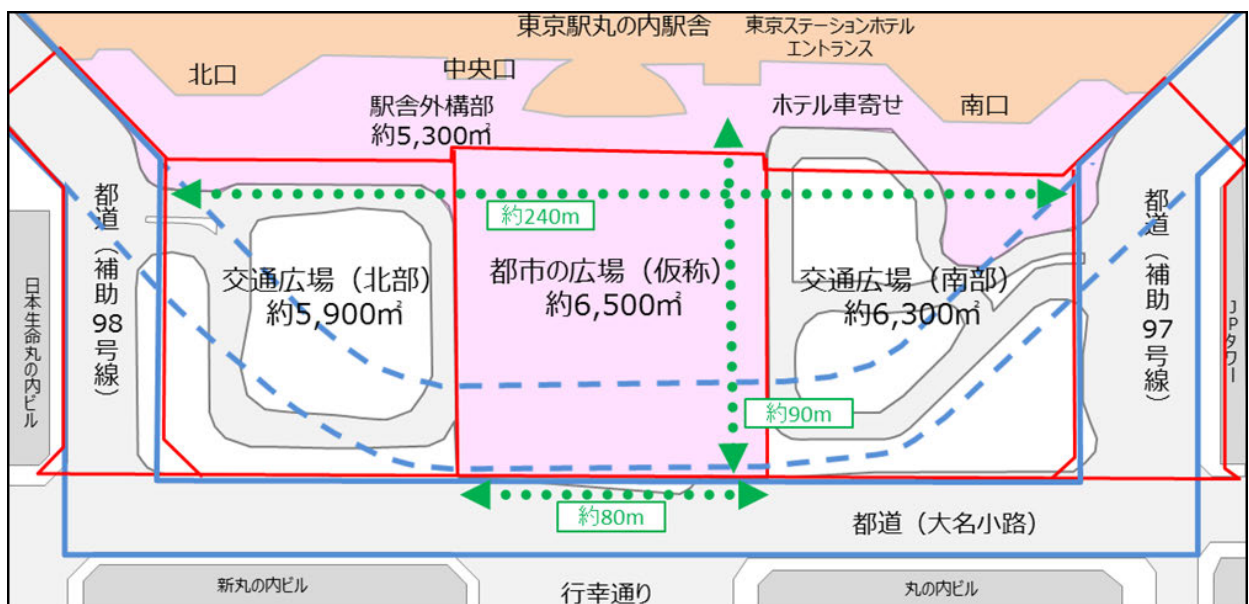 東京駅丸の内駅舎
東京ステーションホテル
エントランス
北口
中央口
駅舎外構部
約5,300㎡
ホテル車寄せ
南口
約240m
都道（補助98号線）
交通広場（北部）
約5,900㎡
都市の広場（仮称）
約6,500㎡
交通広場（南部）
約6,300㎡
都道（補助97号線）
日本生命丸の内ビル
JPタワー
約90m
約80m
都道（大名小路）
新丸の内ビル
行幸通り
丸の内ビル